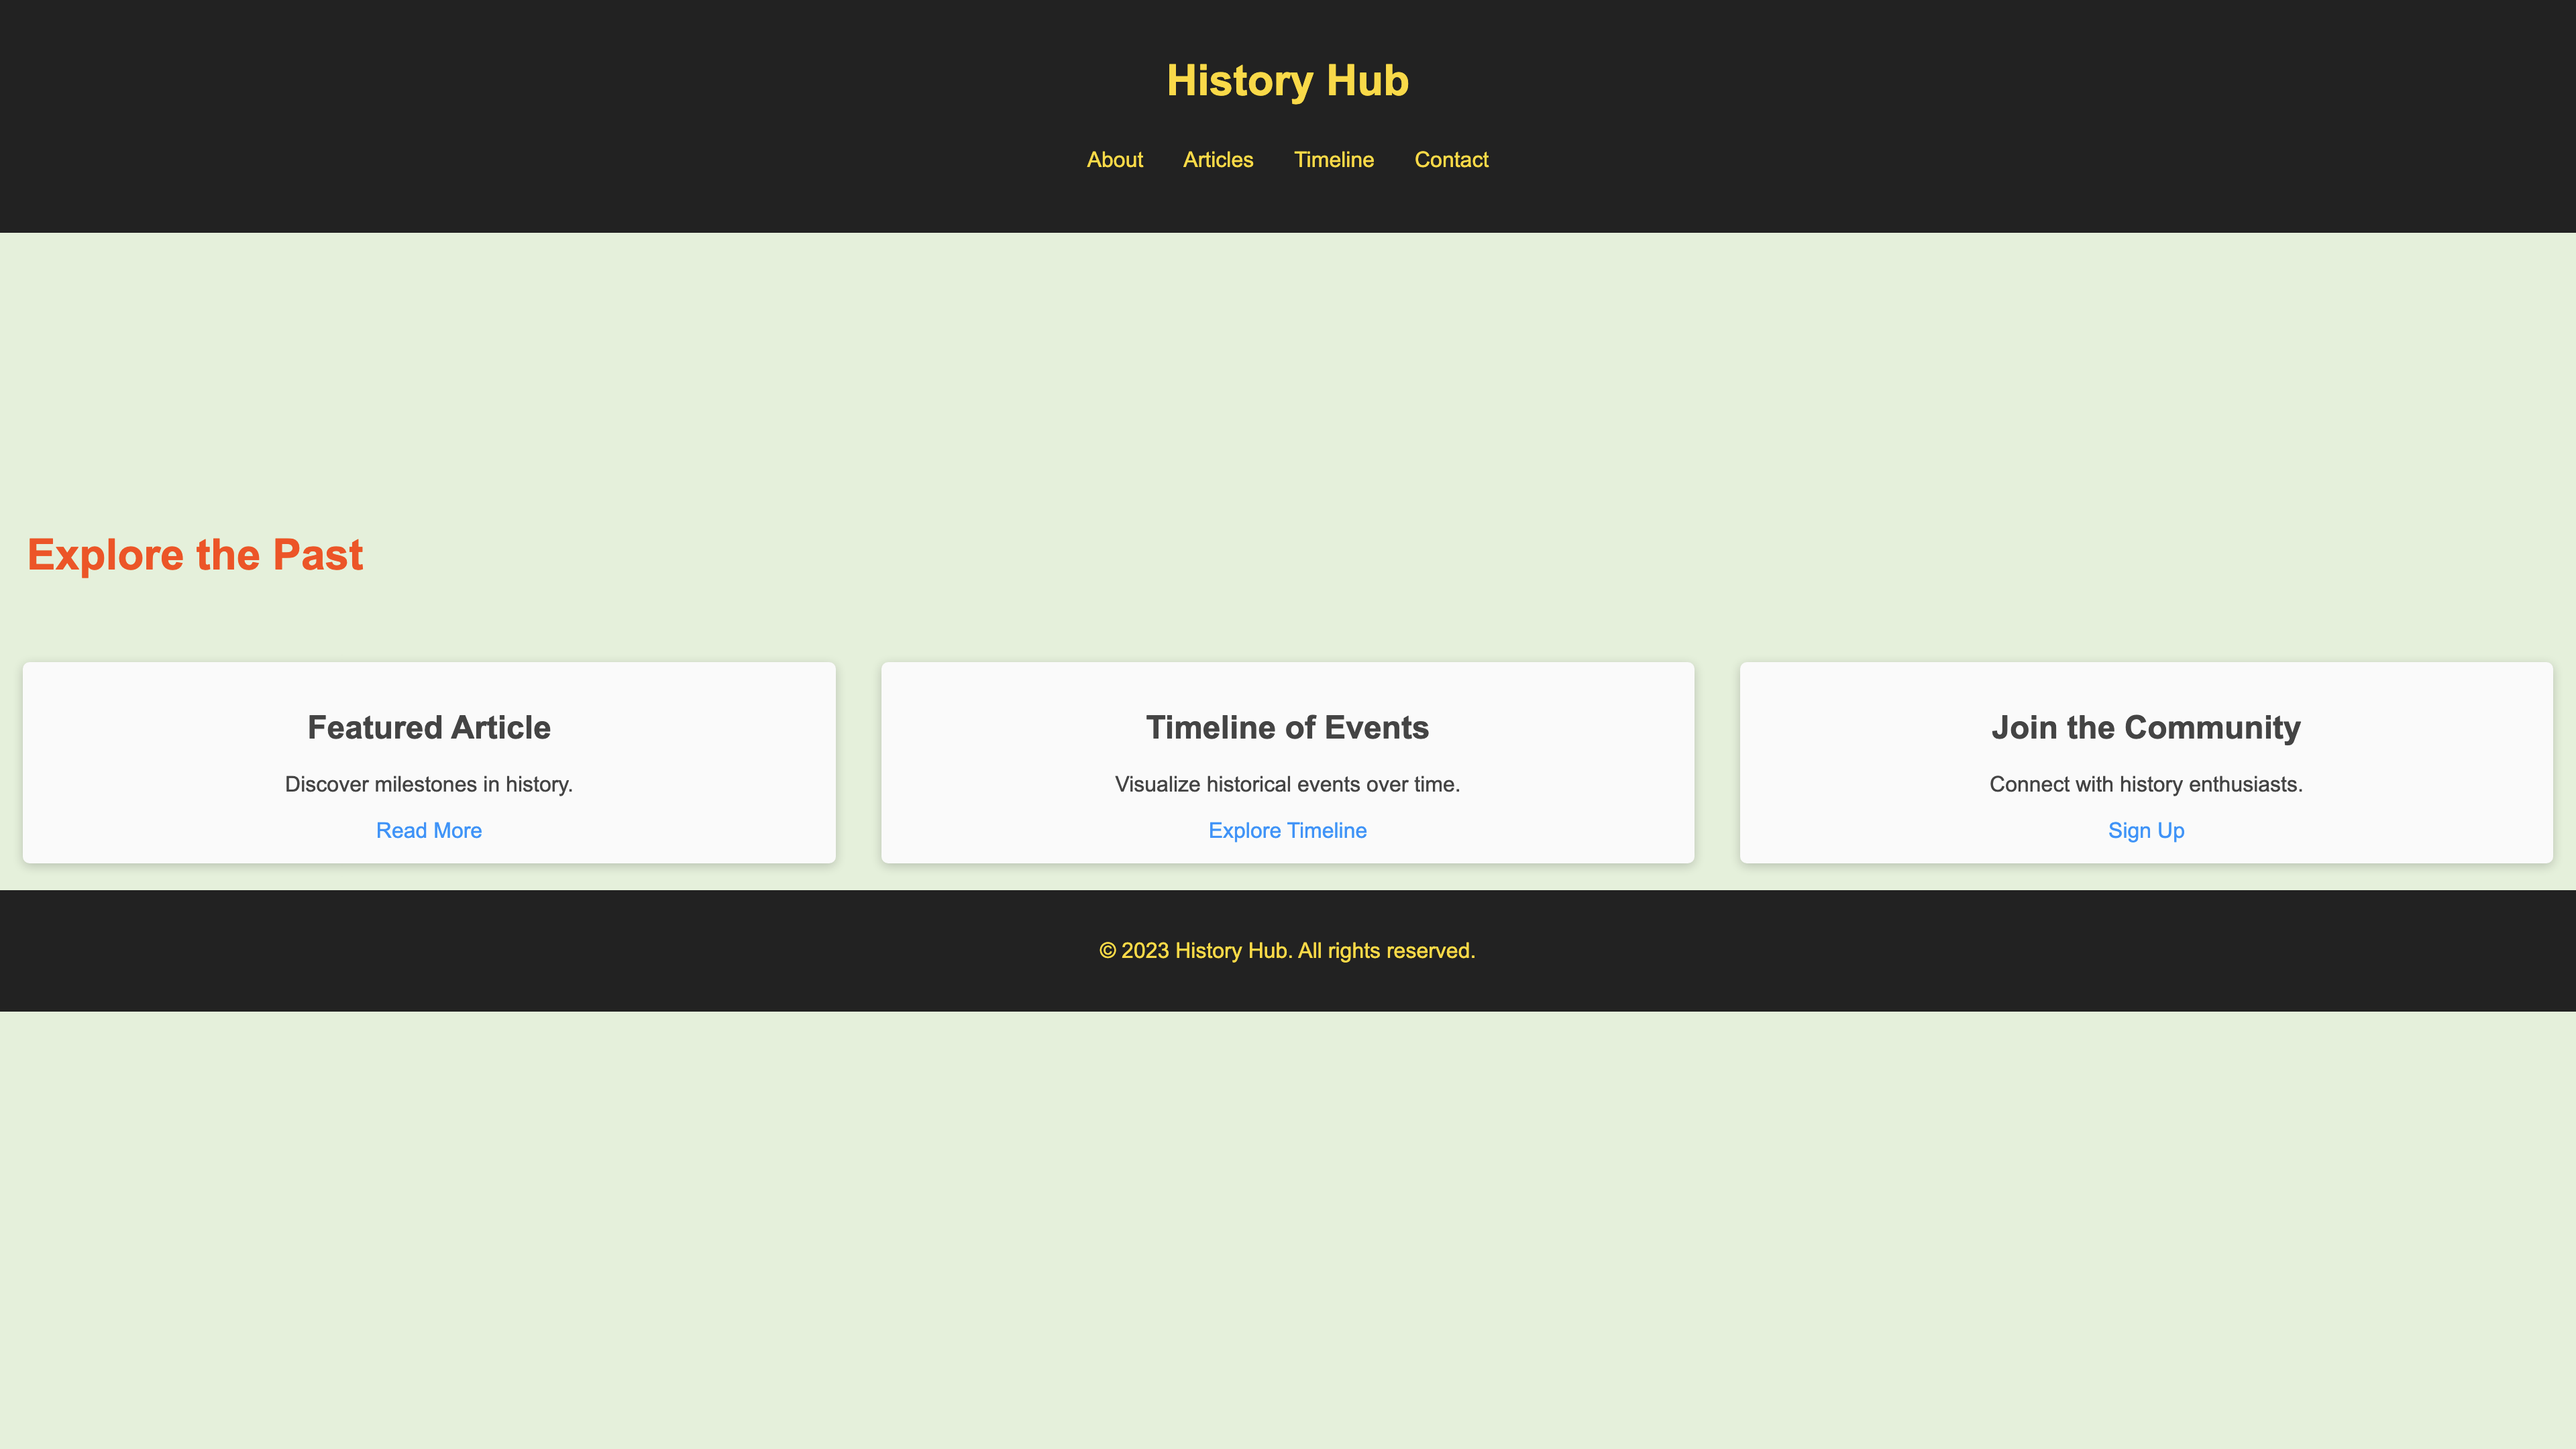 History Hub
About Articles Timeline Contact
Explore the Past
Featured Article
Discover milestones in history.
Read More
Timeline of Events
Visualize historical events over time.
Explore Timeline
Join the Community
Connect with history enthusiasts.
Sign Up
© 2023 History Hub. All rights reserved.